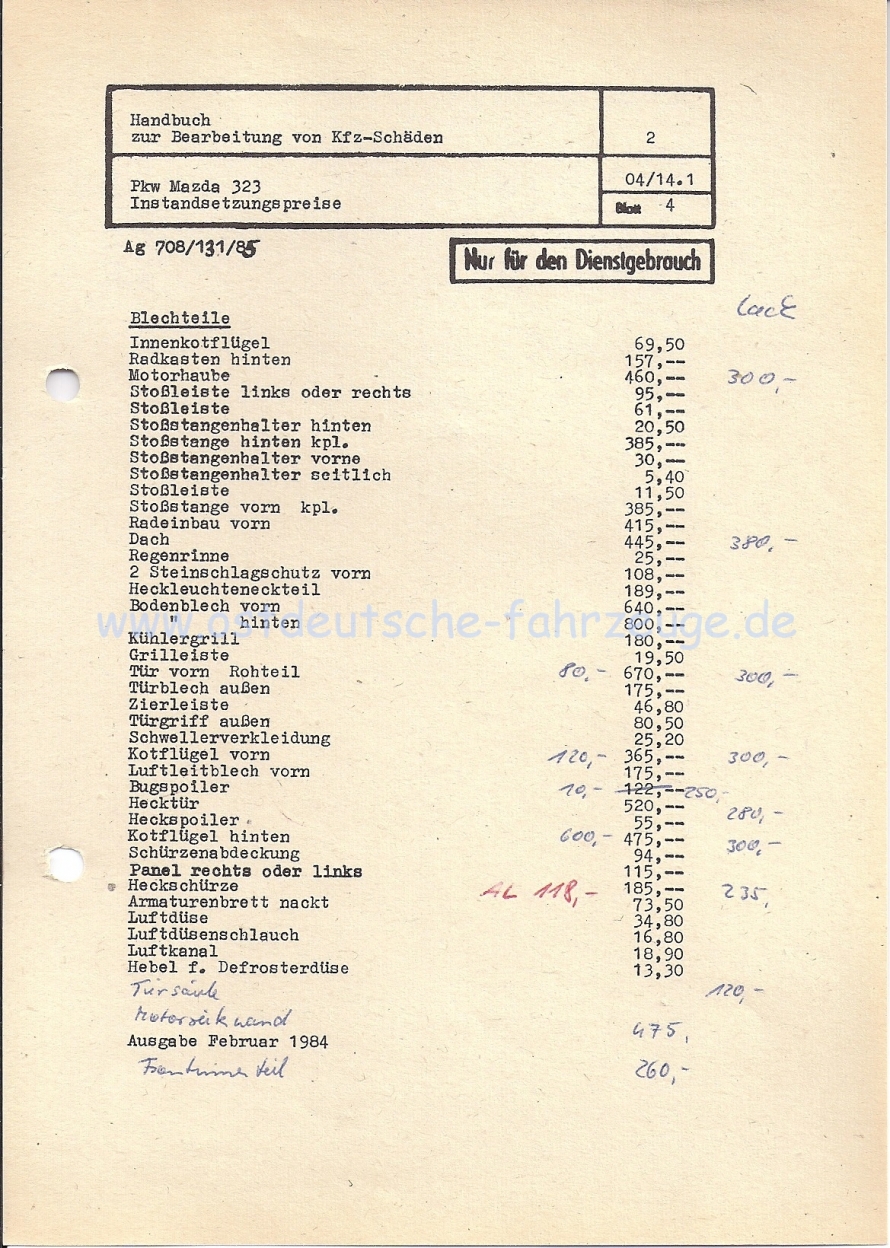 Handbuch
zur Bearbeitung von Kfz-Schäden 2
Pkw Mazda 323 04/14.1
Instandsetzungspreise Blatt 4
Ag 708/131/85 Nur für den Dienstgebrauch
Lack
Blechteile
Innenkotflügel 69,50
Radkasten hinten 157,--
Motorhaube 460,-- 300,-
Stoßleiste links oder rechts 95,--
Stoßleiste 61,--
Stoßstangenhalter hinten 20,50
Stoßstange hinten kpl. 385,--
Stoßstangenhalter vorne 30,--
Stoßstangenhalter seitlich 5,40
Stoßleiste 11,50
Stoßstange vorn kpl. 385,--
Radeinbau vorn 415,--
Dach 445,-- 380,-
Regenrinne 25,--
2 Steinschlagschutz vorn 108,--
Heckleuchteneckteil 189,--
Bodenblech vorn 640,--
www.ostdeutsche-fahrzeuge.de
" hinten 800,--
Kühlergrill 180,--
Grilleiste 19,50
Tür vorn Rohteil 80,- 670,-- 300,-
Türblech außen 175,--
Zierleiste 46,80
Türgriff außen 80,50
Schwellerverkleidung 25,20
Kotflügel vorn 120,- 365,-- 300,-
Luftleitblech vorn 175,--
Bugspoiler 10,- 122,-- 250,-
Hecktür 520,-- 280,-
Heckspoiler 55,--
Kotflügel hinten 600,- 475,-- 300,-
Schürzenabdeckung 94,--
Panel rechts oder links 115,--
Heckschürze AL 118,- 185,-- 235,
Armaturenbrett nackt 73,50
Luftdüse 34,80
Luftdüsenschlauch 16,80
Luftkanal 18,90
Hebel f. Defrosterdüse 13,30
Türsäule 120,-
Motorseitenwand 475,
Ausgabe Februar 1984
260,-